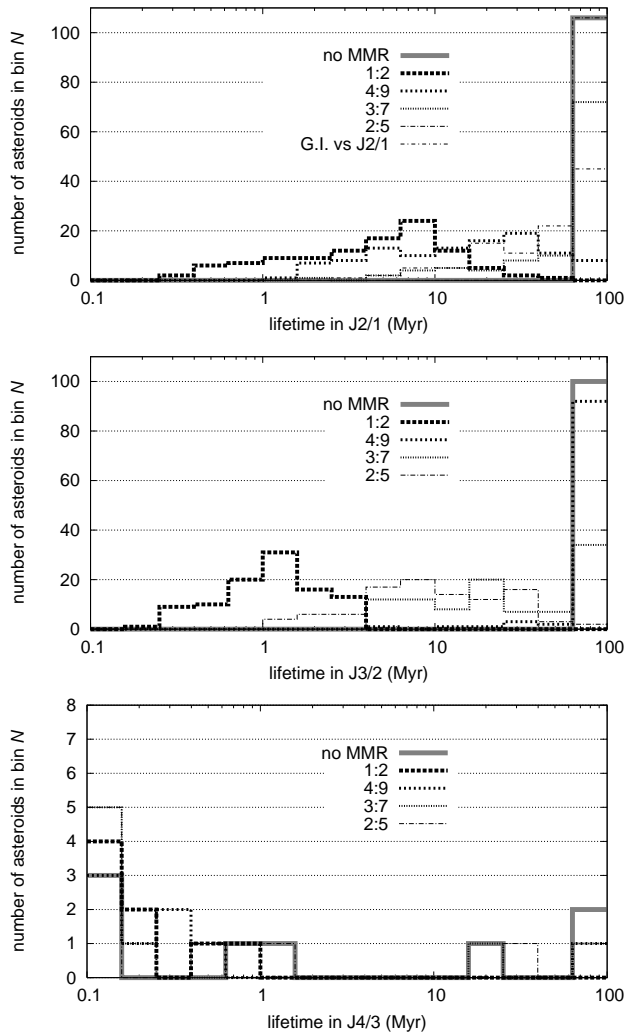 number of asteroids in bin N
100
80
60
40
20
0
no MMR
1:2
4:9
3:7
2:5
G.I. vs J2/1
0.1 1 10 100
lifetime in J2/1 (Myr)
number of asteroids in bin N
100
80
60
40
20
0
no MMR
1:2
4:9
3:7
2:5
0.1 1 10 100
lifetime in J3/2 (Myr)
number of asteroids in bin N
8
7
6
5
4
3
2
1
0
no MMR
1:2
4:9
3:7
2:5
0.1 1 10 100
lifetime in J4/3 (Myr)